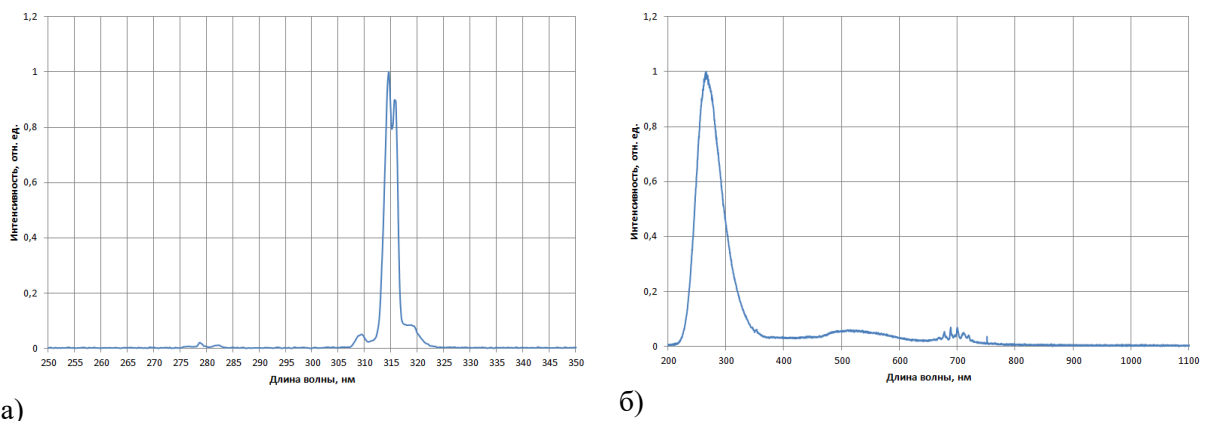 1,2
1
0,8
0,6
0,4
0,2
0
Интенсивность, отн. ед.
250 255 260 265 270 275 280 285 290 295 300 305 310 315 320 325 330 335 340 345 350
Длина волны, нм
а)
1,2
1
0,8
0,6
0,4
0,2
0
Интенсивность, отн. ед.
200 300 400 500 600 700 800 900 1000 1100
Длина волны, нм
б)